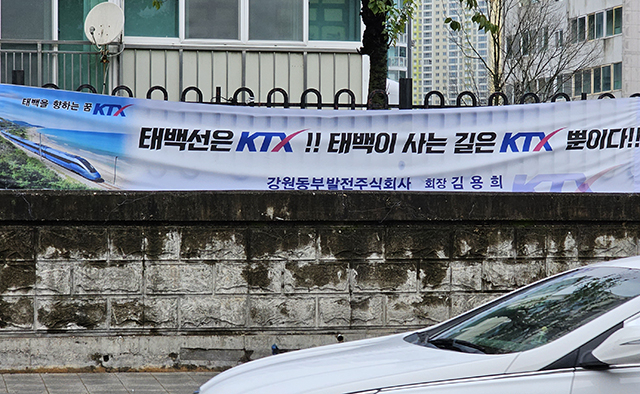 태백을 향하는 꿈 KTX
태백선은 KTX !! 태백이 사는 길은 KTX 뿐이다!!
강원동부발전주식회사 회장 김용희